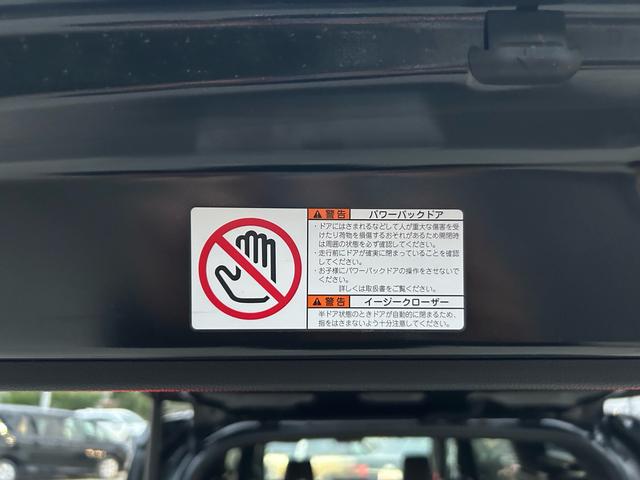 警告 パワーバックドア
・ドアにはさまれるなどして人が重大な傷害を受
けたり荷物を損傷するおそれがあるため開閉時
は周囲の状態を必ず確認してください。
・走行前にドアが確実に閉まっていることを確認
してください。
・お子様にパワーバックドアの操作をさせないで
ください。
詳しくは取扱書をご覧ください。
警告 イージークローザー
半ドア状態のときドアが自動的に閉まるため、
指をはさまないよう十分注意してください。